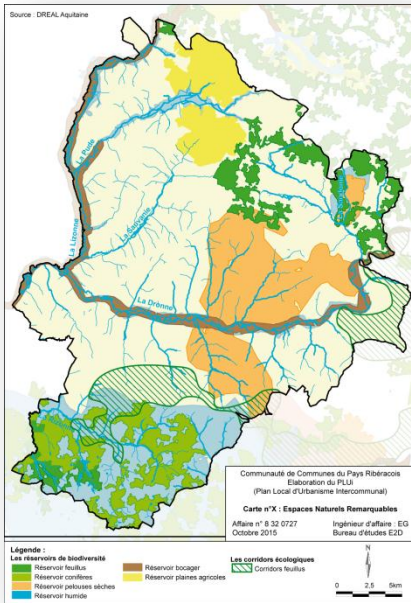 Source : DREAL Aquitaine
La Pude
La Lizonne
La Sauvanie
La Drônne
Communauté de Communes du Pays Ribéracois
Elaboration du PLUi
(Plan Local d'Urbanisme Intercommunal)
Carte n°X : Espaces Naturels Remarquables
Affaire n° 8 32 0727
Ingénieur d'affaire : EG
Octobre 2015
Bureau d'études E2D
Légende :
Les réservoirs de biodiversité
Réservoir feuillus
Réservoir conifères
Réservoir pelouses sèches
Réservoir humide
Réservoir bocager
Réservoir plaines agricoles
Les corridors écologiques
Corridors feuillus
N
0 2,5 5km